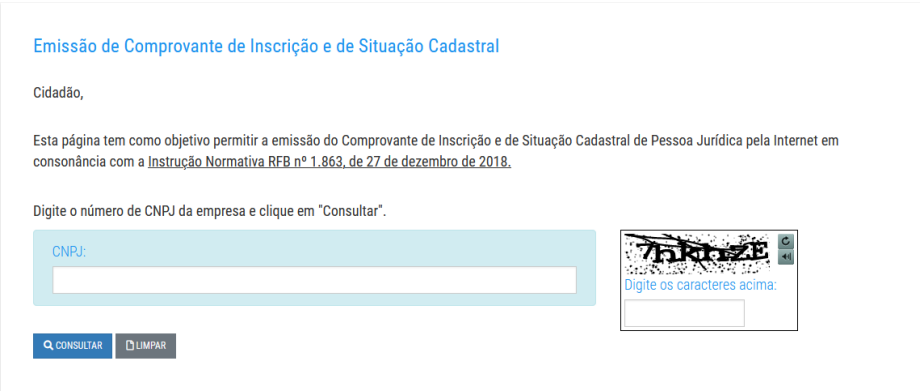 Emissão de Comprovante de Inscrição e de Situação Cadastral
Cidadão,
Esta página tem como objetivo permitir a emissão do Comprovante de Inscrição e de Situação Cadastral de Pessoa Jurídica pela Internet em
consonância com a Instrução Normativa RFB nº 1.863, de 27 de dezembro de 2018.
Digite o número de CNPJ da empresa e clique em "Consultar".
CNPJ:
Digite os caracteres acima:
CONSULTAR
LIMPAR